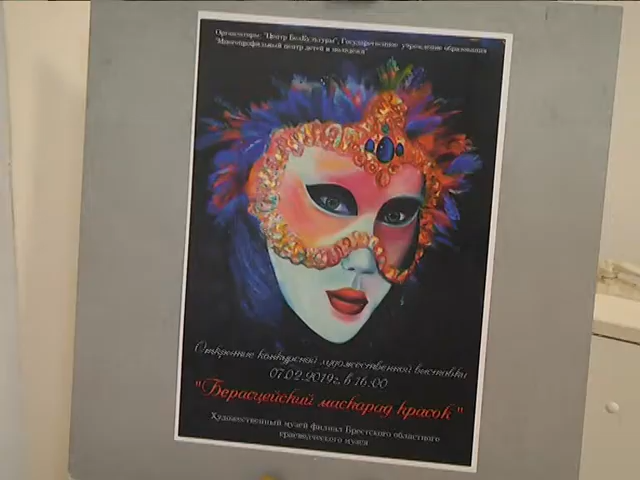 Организаторы: "Центр БелКультуры", Государственное учреждение образования
"Многопрофильный центр детей и молодежи"
Открытие конкурсной художественной выставки
07.02.2019г. в 16:00
"Берасцейский маскарад красок"
Художественный музей филиал Брестского областного
краеведческого музея